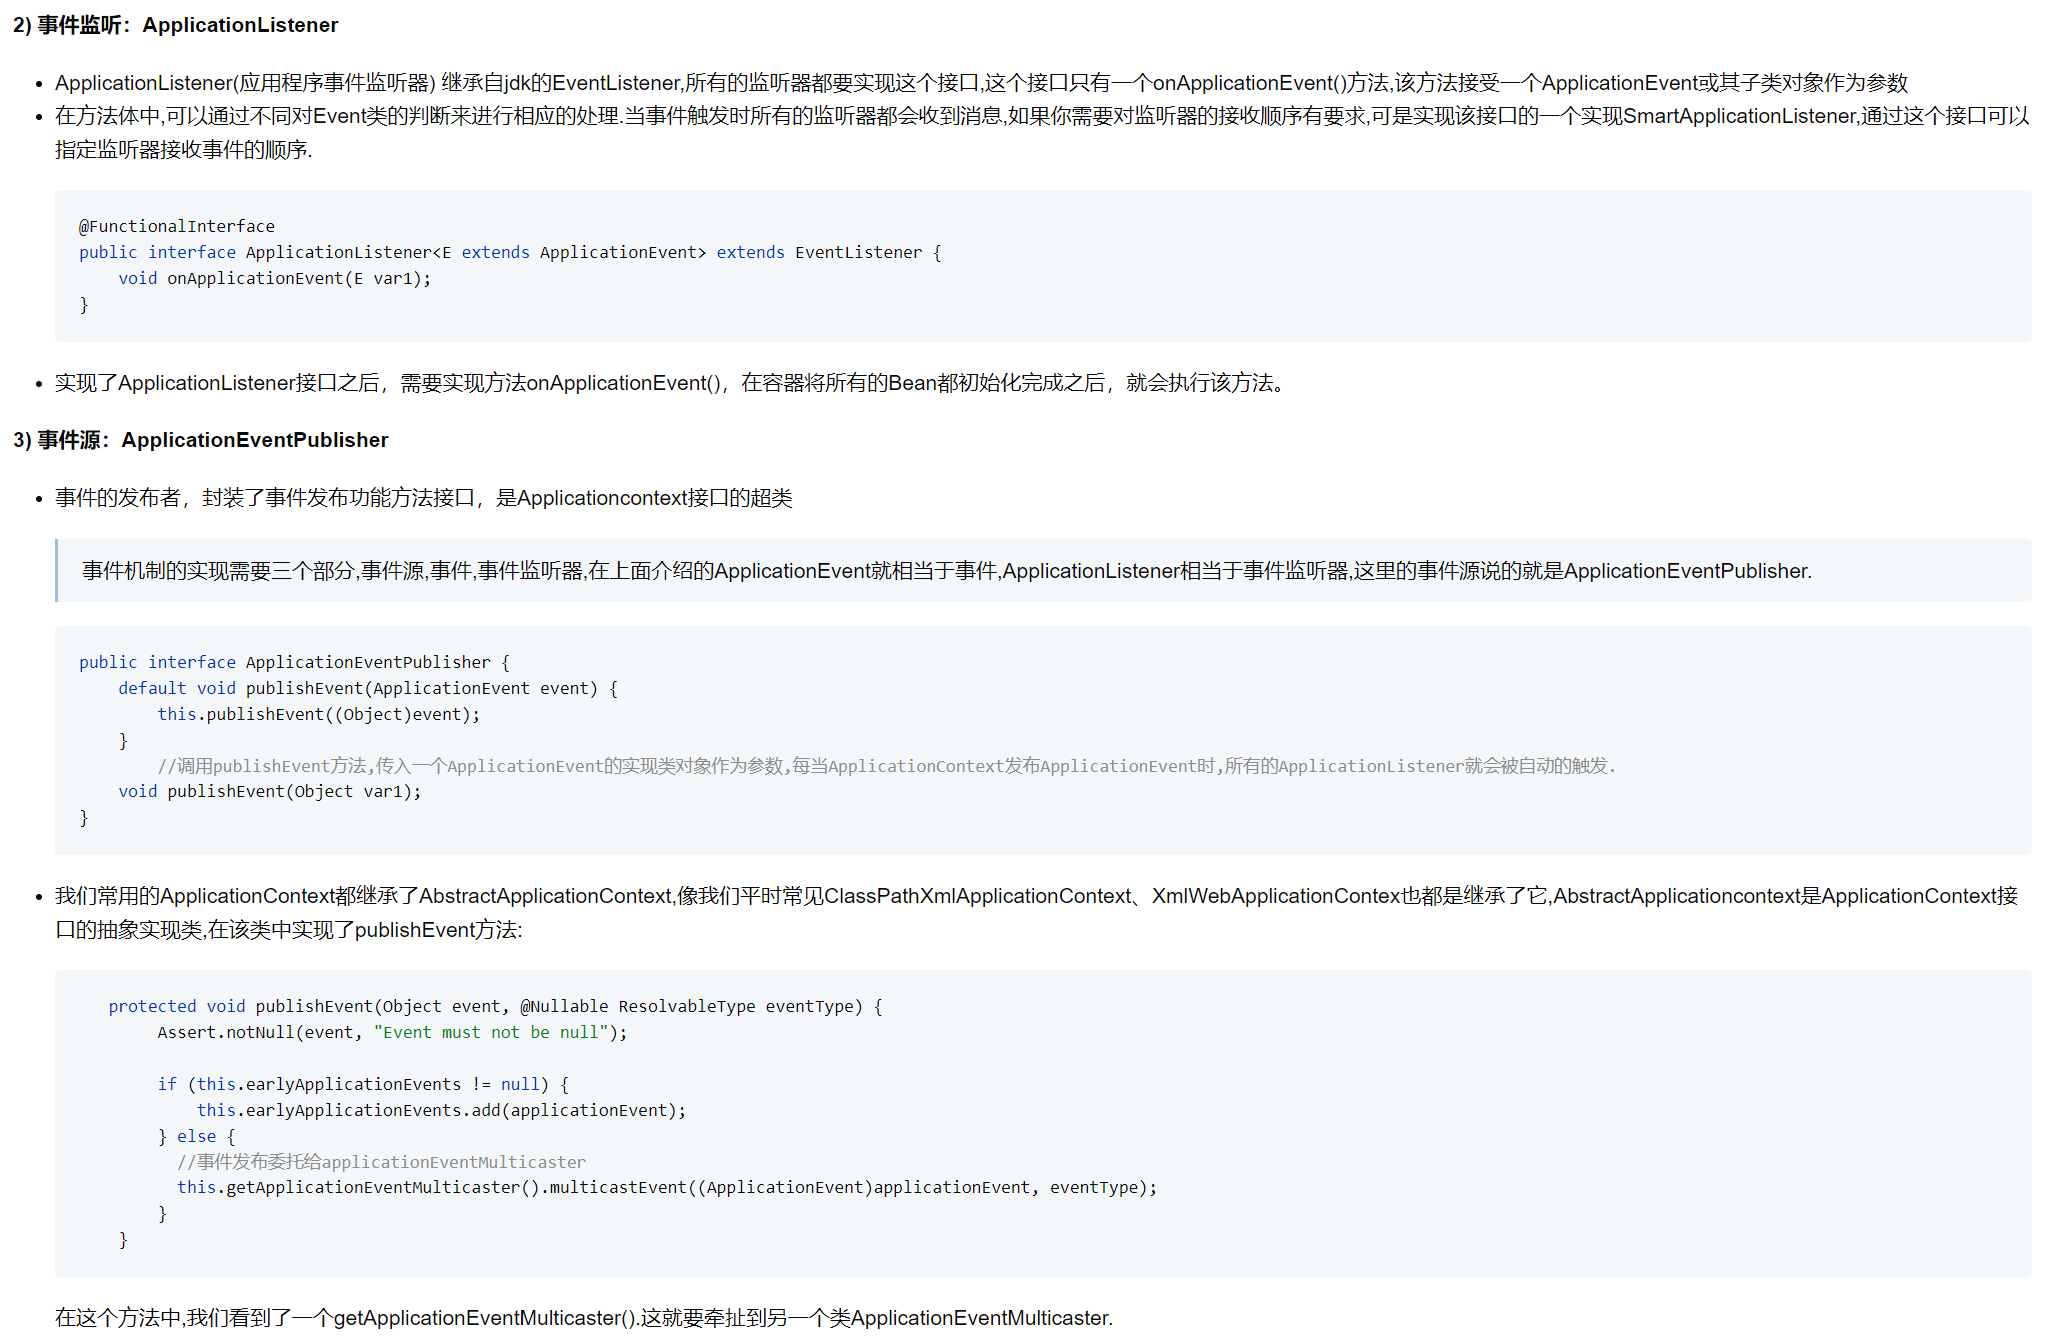 2) 事件监听：ApplicationListener
ApplicationListener(应用程序事件监听器) 继承自jdk的EventListener,所有的监听器都要实现这个接口,这个接口只有一个onApplicationEvent()方法,该方法接受一个ApplicationEvent或其子类对象作为参数
在方法体中,可以通过不同对Event类的判断来进行相应的处理.当事件触发时所有的监听器都会收到消息,如果你需要对监听器的接收顺序有要求,可是实现该接口的一个实现SmartApplicationListener,通过这个接口可以
指定监听器接收事件的顺序.
@FunctionalInterface
public interface ApplicationListener<E extends ApplicationEvent> extends EventListener {
    void onApplicationEvent(E var1);
}
实现了ApplicationListener接口之后，需要实现方法onApplicationEvent()，在容器将所有的Bean都初始化完成之后，就会执行该方法。
3) 事件源：ApplicationEventPublisher
事件的发布者，封装了事件发布功能方法接口，是Applicationcontext接口的超类
事件机制的实现需要三个部分,事件源,事件,事件监听器,在上面介绍的ApplicationEvent就相当于事件,ApplicationListener相当于事件监听器,这里的事件源说的就是ApplicationEventPublisher.
public interface ApplicationEventPublisher {
    default void publishEvent(ApplicationEvent event) {
        this.publishEvent((Object)event);
    }
        //调用publishEvent方法,传入一个ApplicationEvent的实现类对象作为参数,每当ApplicationContext发布ApplicationEvent时,所有的ApplicationListener就会被自动的触发.
    void publishEvent(Object var1);
}
我们常用的ApplicationContext都继承了AbstractApplicationContext,像我们平时常见ClassPathXmlApplicationContext、XmlWebApplicationContex也都是继承了它,AbstractApplicationcontext是ApplicationContext接
口的抽象实现类,在该类中实现了publishEvent方法:
   protected void publishEvent(Object event, @Nullable ResolvableType eventType) {
        Assert.notNull(event, "Event must not be null");
        if (this.earlyApplicationEvents != null) {
            this.earlyApplicationEvents.add(applicationEvent);
        } else {
          //事件发布委托给applicationEventMulticaster
          this.getApplicationEventMulticaster().multicastEvent((ApplicationEvent)applicationEvent, eventType);
        }
    }
在这个方法中,我们看到了一个getApplicationEventMulticaster().这就要牵扯到另一个类ApplicationEventMulticaster.